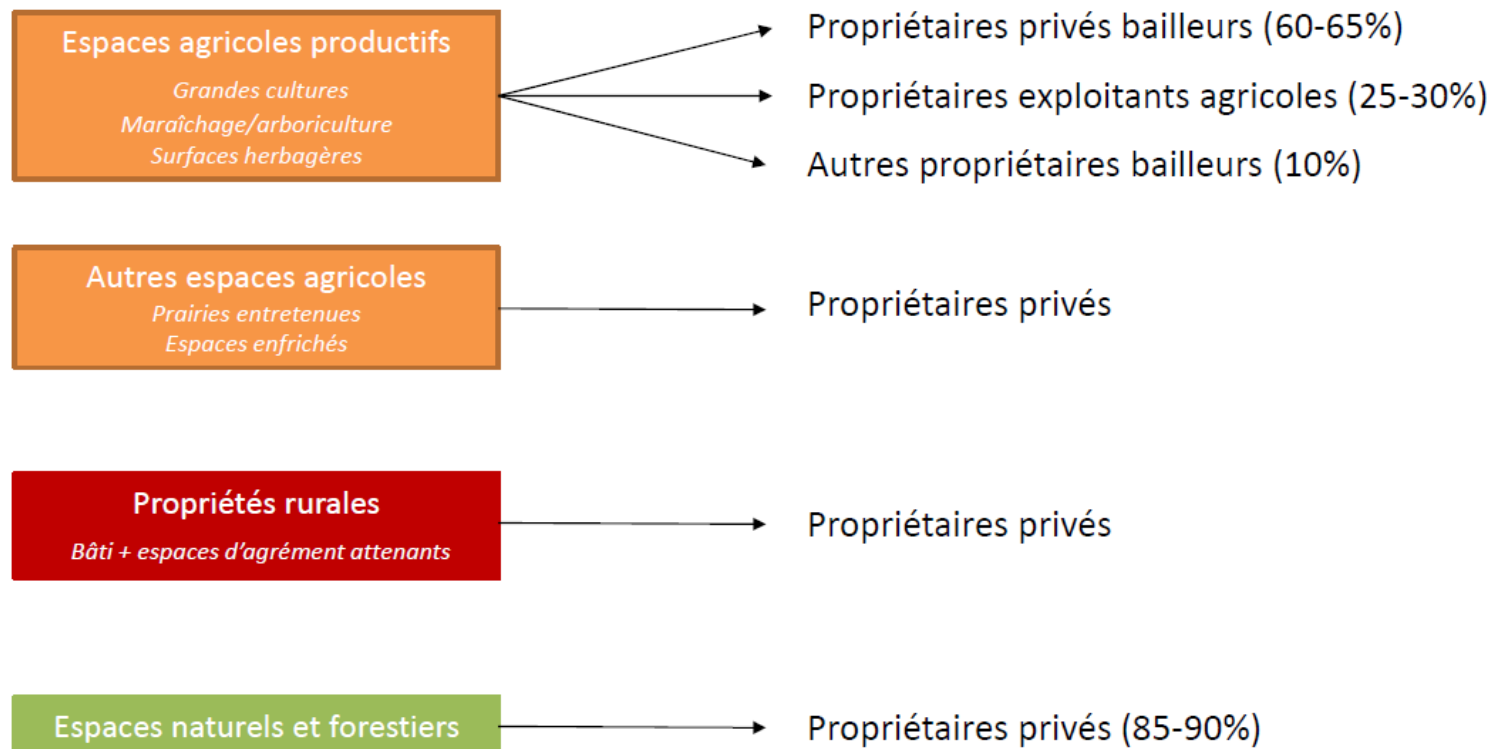 Espaces agricoles productifs
Grandes cultures
Maraîchage/arboriculture
Surfaces herbagères
Propriétaires privés bailleurs (60-65%)
Propriétaires exploitants agricoles (25-30%)
Autres propriétaires bailleurs (10%)
Autres espaces agricoles
Prairies entretenues
Espaces enfrichés
Propriétaires privés
Propriétés rurales
Bâti + espaces d'agrément attenants
Propriétaires privés
Espaces naturels et forestiers
Propriétaires privés (85-90%)